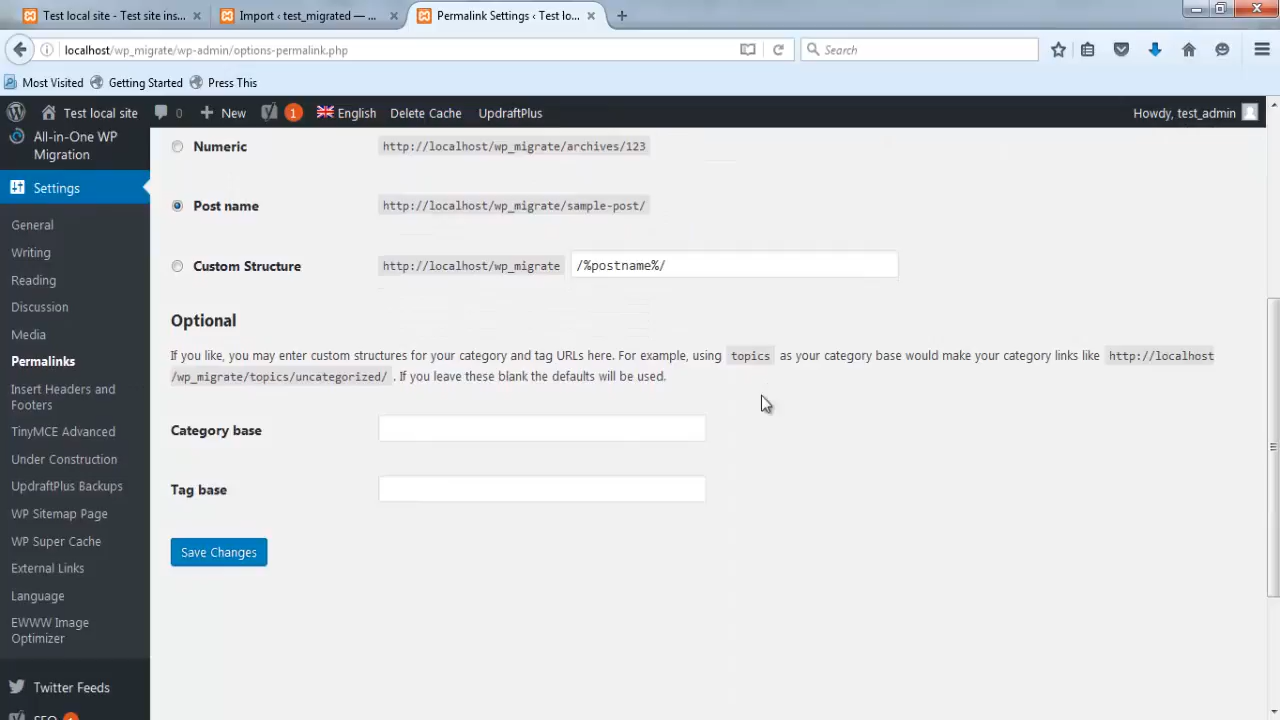 Test local site - Test site ins...
Import ‹ test_migrated — ...
Permalink Settings ‹ Test lo...
localhost/wp_migrate/wp-admin/options-permalink.php
Search
Most Visited
Getting Started
Press This
Test local site
0
New
1
English
Delete Cache
UpdraftPlus
Howdy, test_admin
All-in-One WP
Migration
Settings
General
Writing
Reading
Discussion
Media
Permalinks
Insert Headers and
Footers
TinyMCE Advanced
Under Construction
UpdraftPlus Backups
WP Sitemap Page
WP Super Cache
External Links
Language
EWWW Image
Optimizer
Twitter Feeds
SEO
Numeric
http://localhost/wp_migrate/archives/123
Post name
http://localhost/wp_migrate/sample-post/
Custom Structure
http://localhost/wp_migrate
/%postname%/
Optional
If you like, you may enter custom structures for your category and tag URLs here. For example, using topics as your category base would make your category links like http://localhost
/wp_migrate/topics/uncategorized/ . If you leave these blank the defaults will be used.
Category base
Tag base
Save Changes